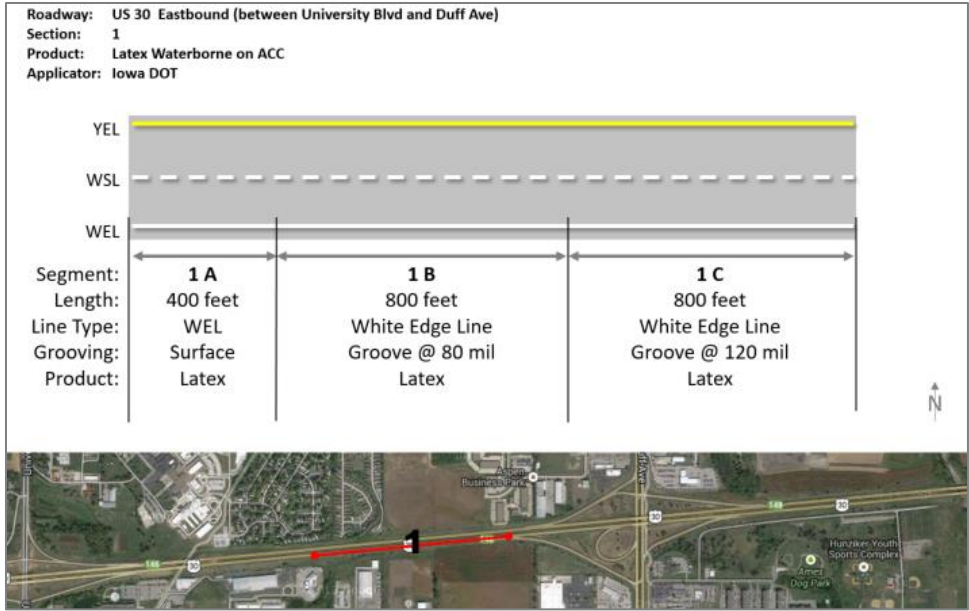 Roadway: US 30 Eastbound (between University Blvd and Duff Ave)
Section: 1
Product: Latex Waterborne on ACC
Applicator: Iowa DOT
YEL
WSL
WEL
Segment: 1 A 1 B 1 C
Length: 400 feet 800 feet 800 feet
Line Type: WEL White Edge Line White Edge Line
Grooving: Surface Groove @ 80 mil Groove @ 120 mil
Product: Latex Latex Latex
N
Aspen
Business Park
30
30
1
148
30
Hunziker Youth
Sports Complex
Ames
Dog Park